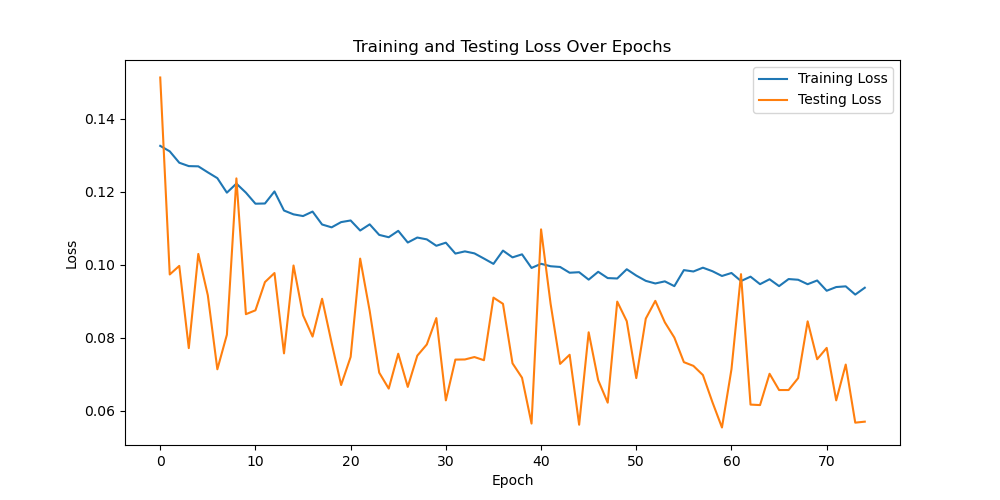 Training and Testing Loss Over Epochs
Training Loss
Testing Loss
0.14
0.12
0.10
0.08
0.06
Loss
0 10 20 30 40 50 60 70
Epoch